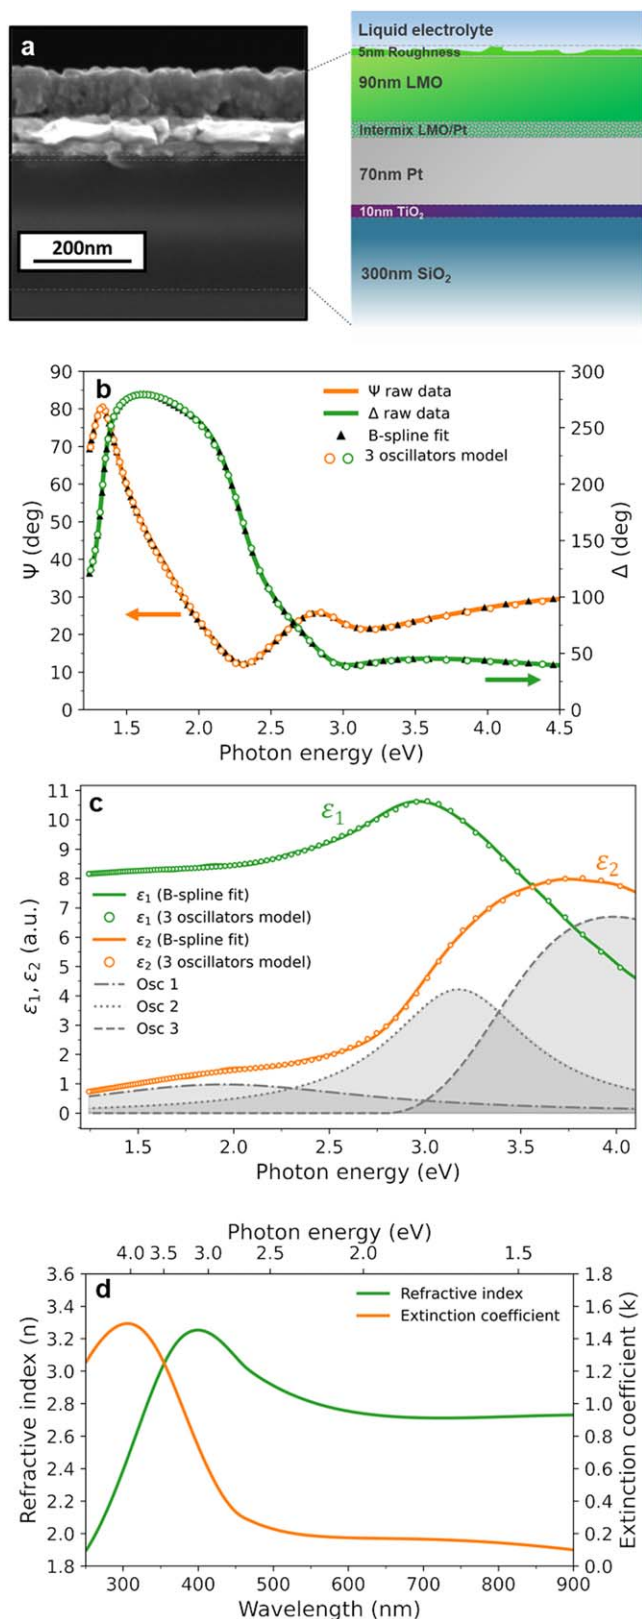 a
200nm
Liquid electrolyte
5nm Roughness
90nm LMO
Intermix LMO/Pt
70nm Pt
10nm TiO₂
300nm SiO₂
b
90
80
70
60
50
40
30
20
10
0
Ψ (deg)
300
250
200
150
100
50
0
Δ (deg)
Ψ raw data
Δ raw data
B-spline fit
3 oscillators model
1.5 2.0 2.5 3.0 3.5 4.0 4.5
Photon energy (eV)
c
11
10
9
8
7
6
5
4
3
2
1
0
ε₁, ε₂ (a.u.)
ε₁
ε₂
ε₁ (B-spline fit)
ε₁ (3 oscillators model)
ε₂ (B-spline fit)
ε₂ (3 oscillators model)
Osc 1
Osc 2
Osc 3
1.5 2.0 2.5 3.0 3.5 4.0
Photon energy (eV)
Photon energy (eV)
4.0 3.5 3.0 2.5 2.0 1.5
d
3.6
3.4
3.2
3.0
2.8
2.6
2.4
2.2
2.0
1.8
Refractive index (n)
Refractive index
Extinction coefficient
1.8
1.6
1.4
1.2
1.0
0.8
0.6
0.4
0.2
0.0
Extinction coefficient (k)
300 400 500 600 700 800 900
Wavelength (nm)